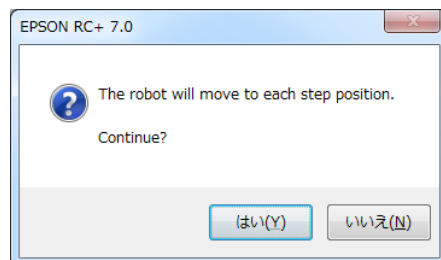 EPSON RC+ 7.0
The robot will move to each step position.
Continue?
はい(Y)
いいえ(N)